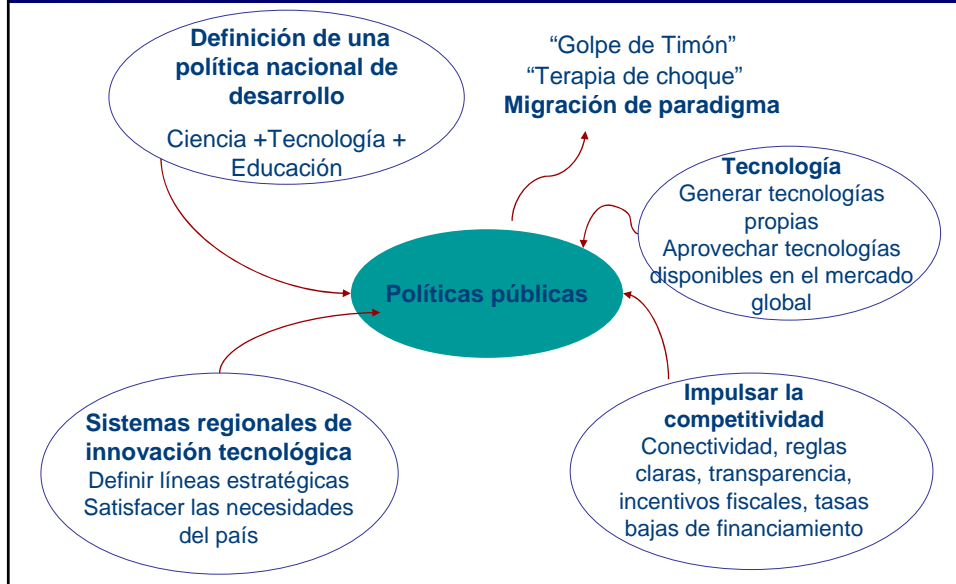 Definición de una
política nacional de
desarrollo
Ciencia +Tecnología +
Educación
“Golpe de Timón”
“Terapia de choque”
Migración de paradigma
Tecnología
Generar tecnologías
propias
Aprovechar tecnologías
disponibles en el mercado
global
Políticas públicas
Sistemas regionales de
innovación tecnológica
Definir líneas estratégicas
Satisfacer las necesidades
del país
Impulsar la
competitividad
Conectividad, reglas
claras, transparencia,
incentivos fiscales, tasas
bajas de financiamiento